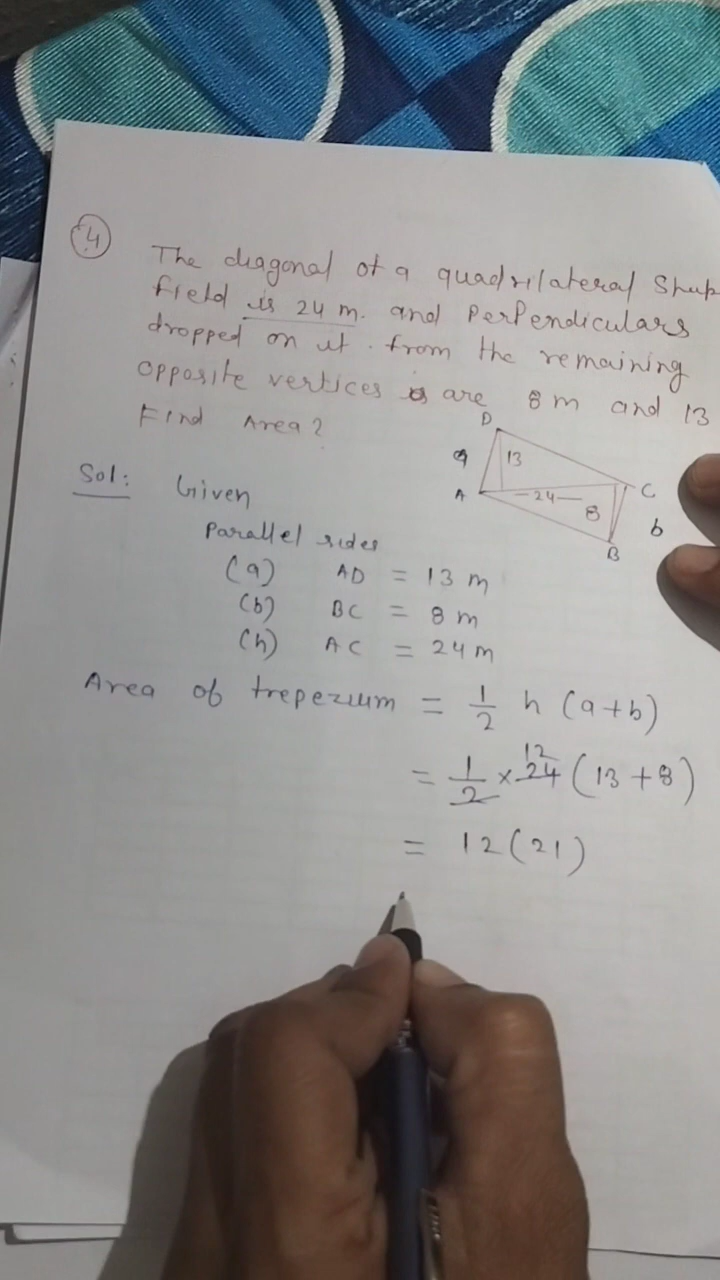 4
The diagonal of a quadrilateral Shap
field is 24 m. and Perpendiculars
dropped on it. from the remaining
opposite vertices are 8m and 13
Find Area?
D
a 13
A -24- C
8 b
B
Sol: Given
Parallel sides
(a) AD = 13 m
(b) BC = 8 m
(h) AC = 24 m
Area of trepezium = 1/2 h (a+b)
= 1/2 × 24 12 (13 + 8)
= 12 (21)